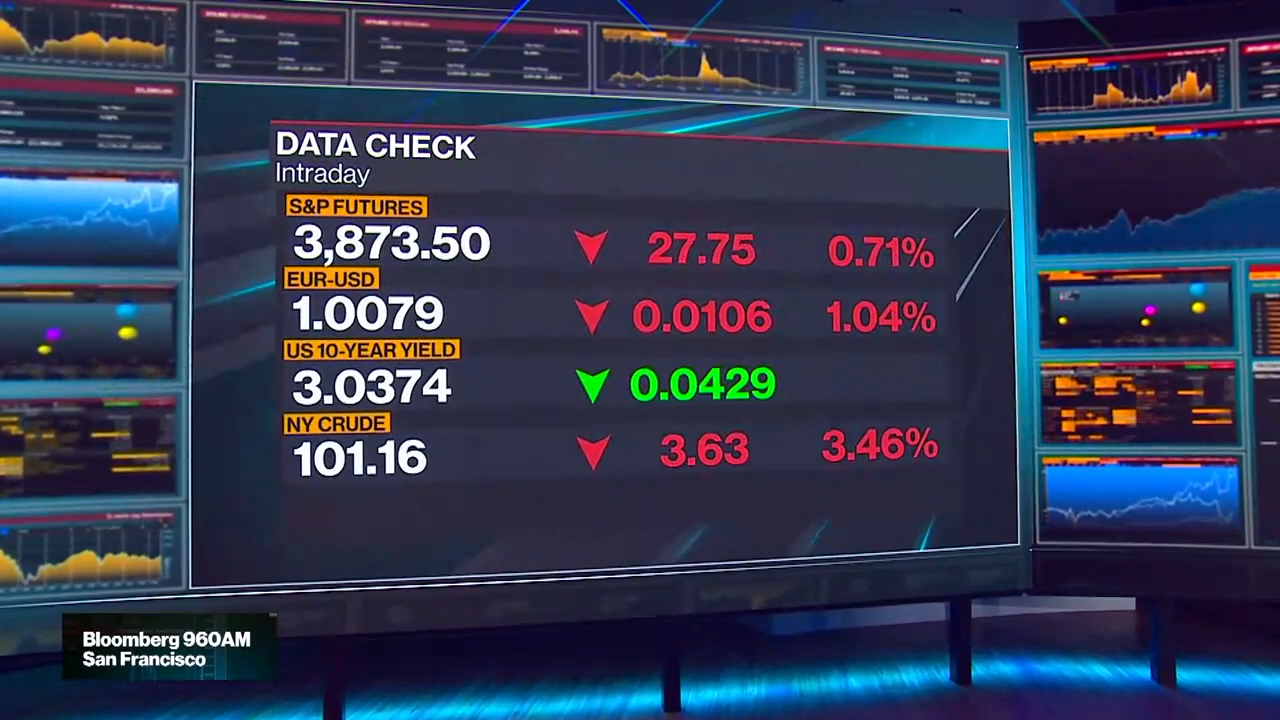 DATA CHECK
Intraday
S&P FUTURES
3,873.50 27.75 0.71%
EUR-USD
1.0079 0.0106 1.04%
US 10-YEAR YIELD
3.0374 0.0429
NY CRUDE
101.16 3.63 3.46%
Bloomberg 960AM
San Francisco